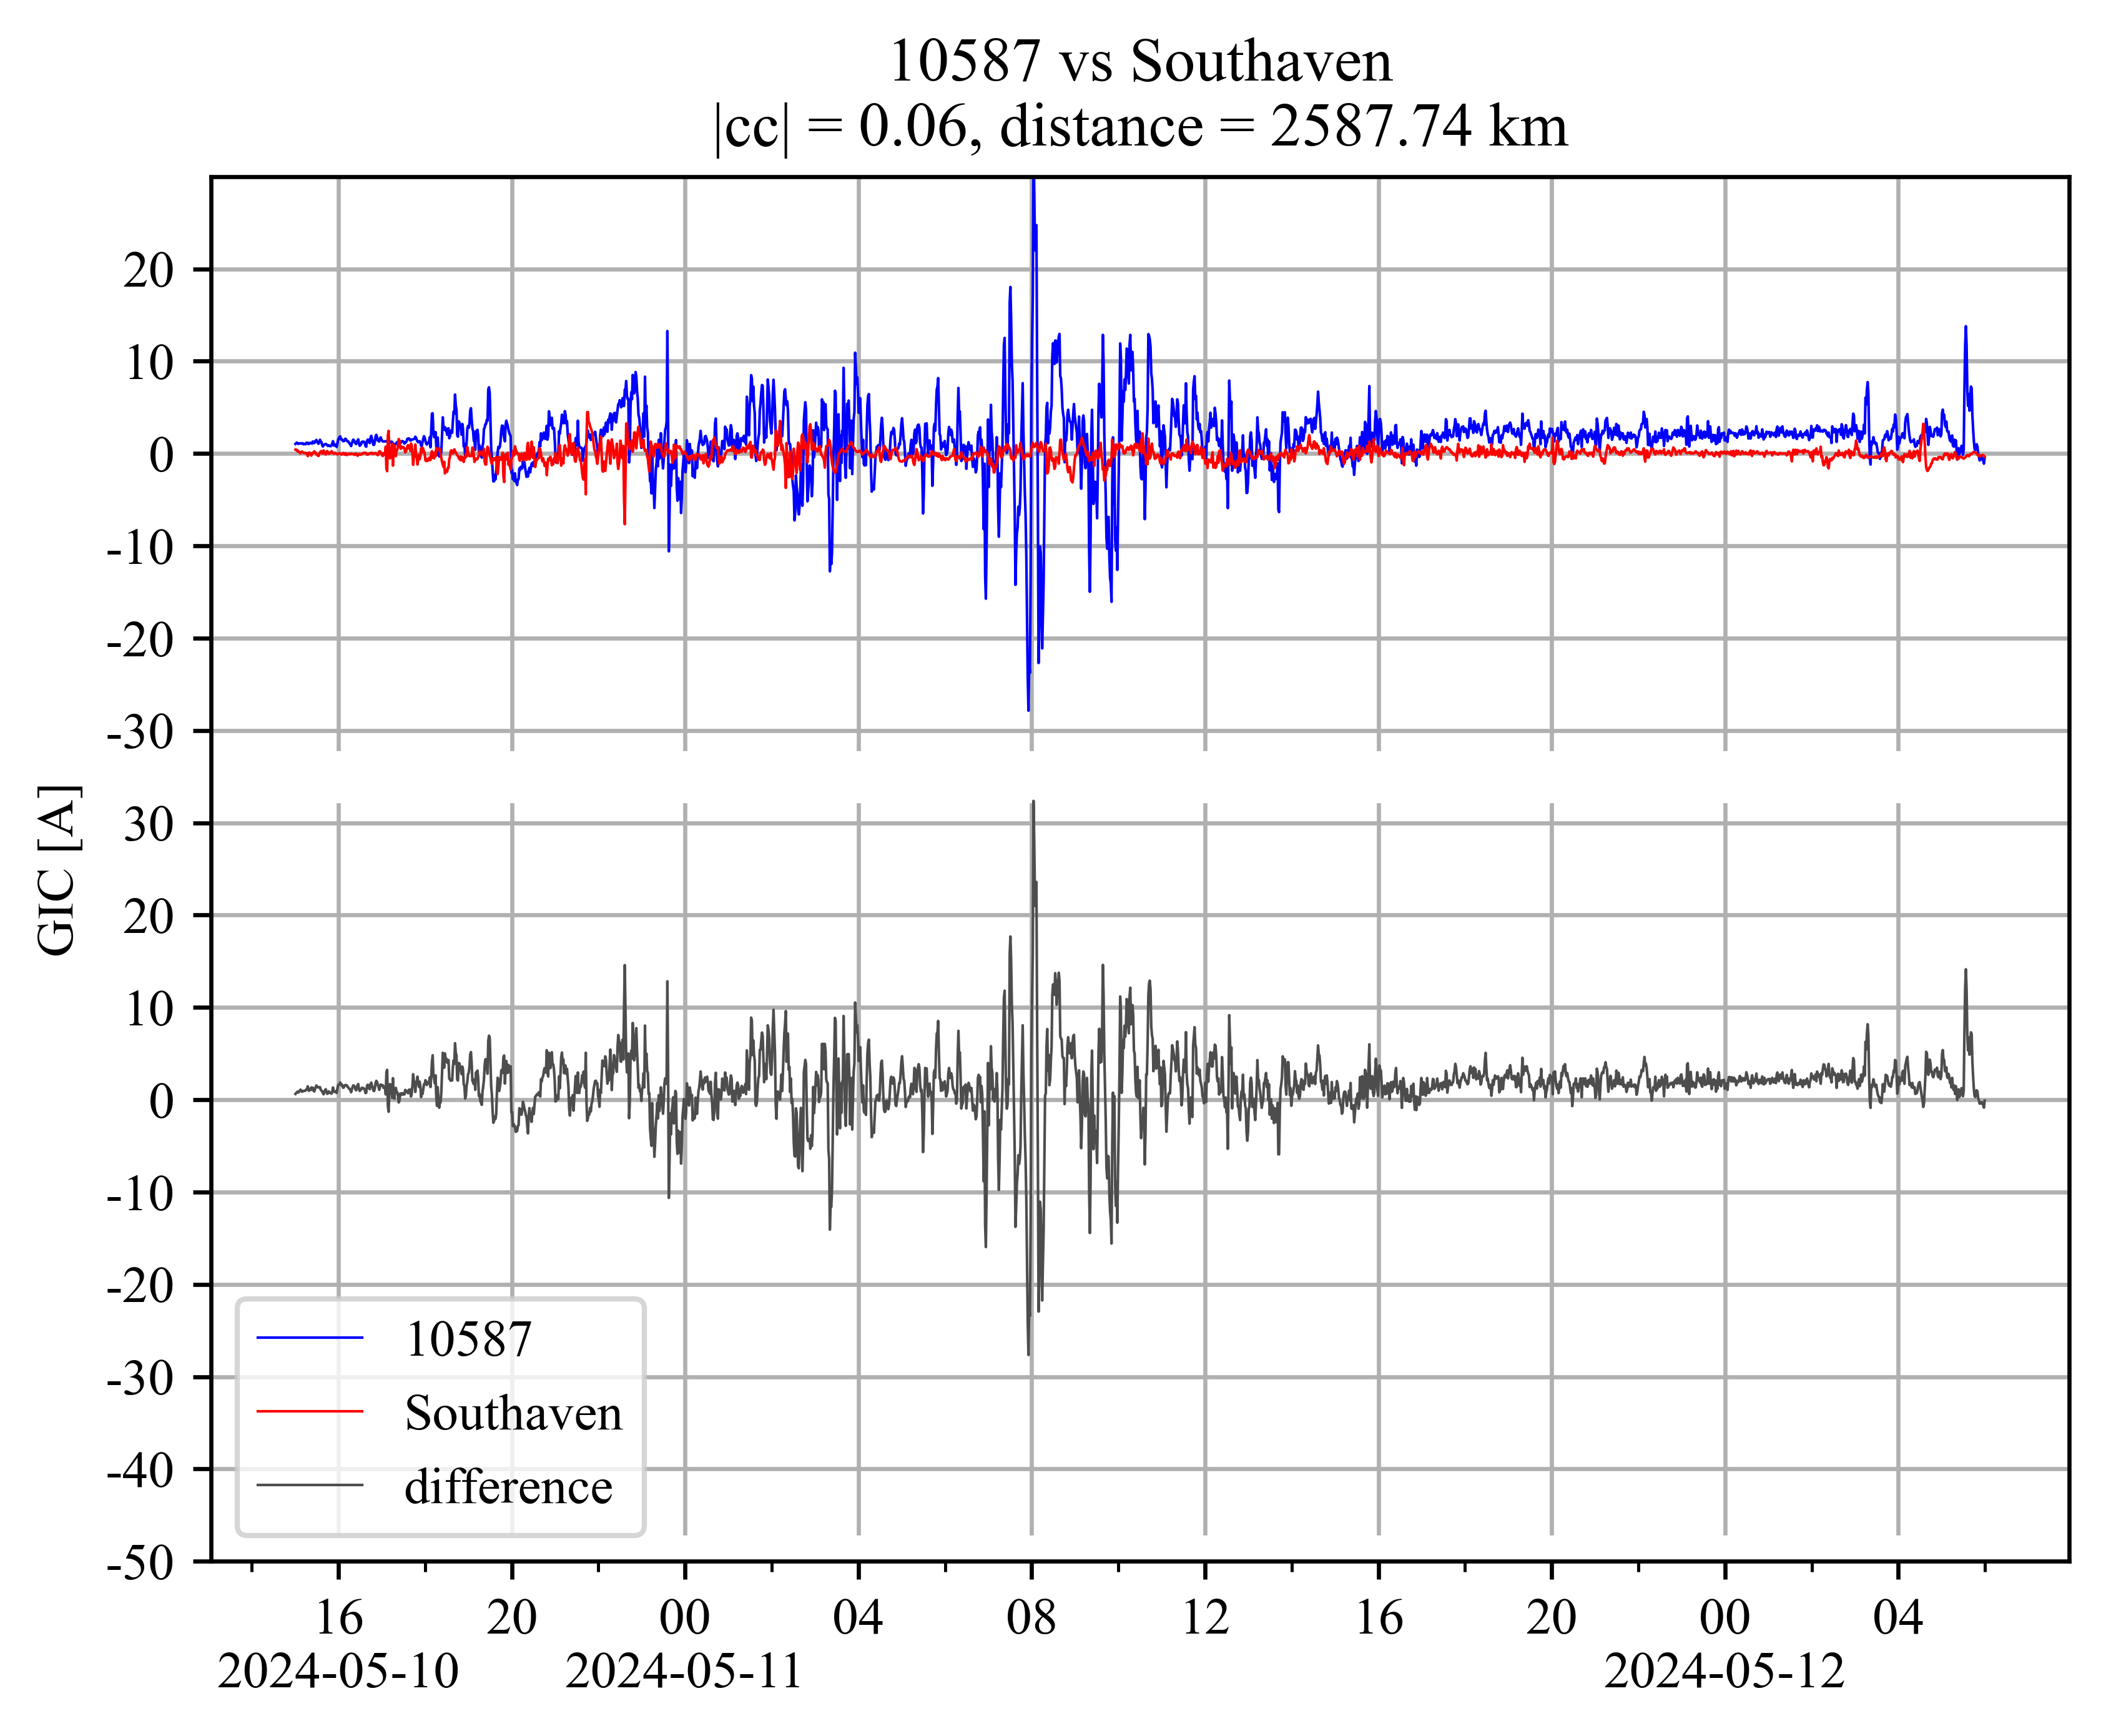 10587 vs Southaven
|cc| = 0.06, distance = 2587.74 km
GIC [A]
20
10
0
-10
-20
-30
30
20
10
0
-10
-20
-30
-40
-50
10587
Southaven
difference
16 20 00 04 08 12 16 20 00 04
2024-05-10 2024-05-11 2024-05-12